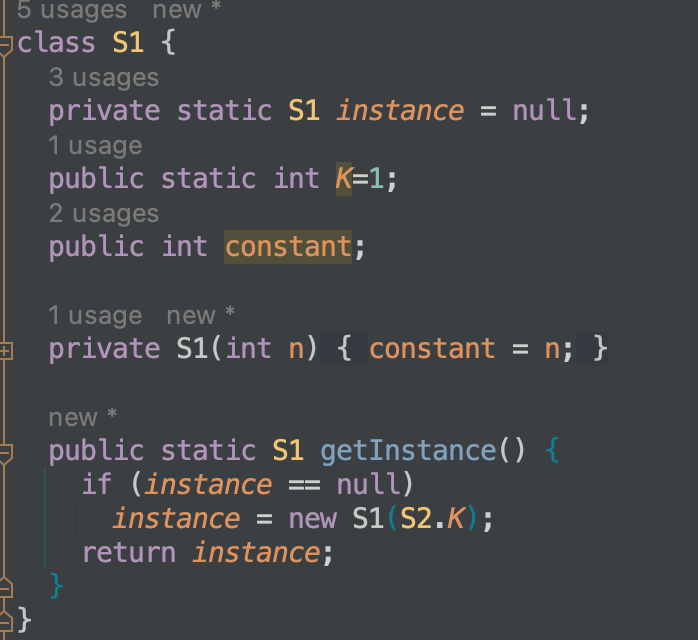 5 usages   new *
class S1 {
3 usages
private static S1 instance = null;
1 usage
public static int K=1;
2 usages
public int constant;
1 usage   new *
private S1(int n) { constant = n; }
new *
public static S1 getInstance() {
if (instance == null)
instance = new S1(S2.K);
return instance;
}
}